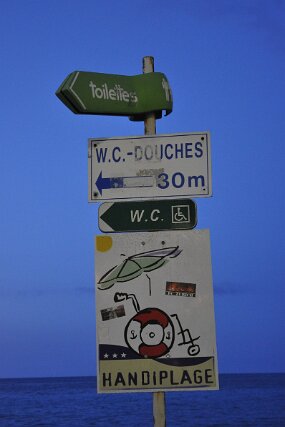 toilettes
W.C.-DOUCHES
30m
W.C.
HANDIPLAGE